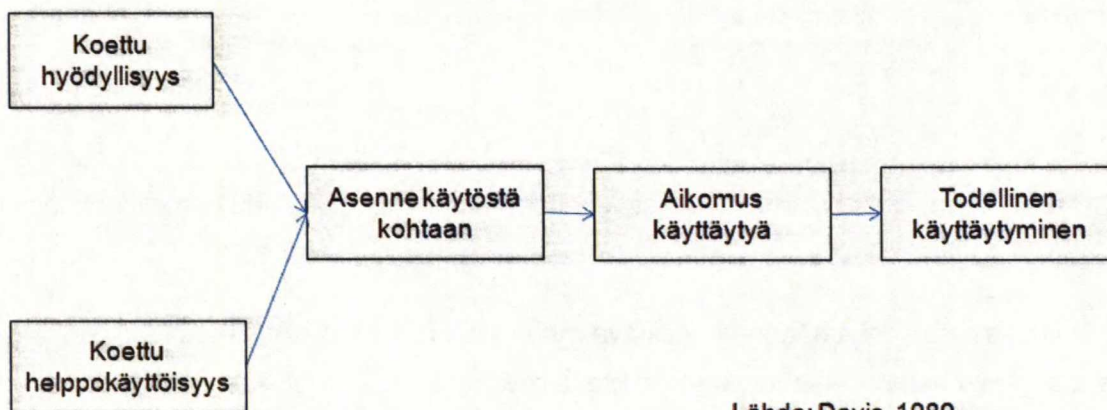 Koettu
hyödyllisyys
Asenne käytöstä
kohtaan
Aikomus
käyttäytyä
Todellinen
käyttäytyminen
Koettu
helppokäyttöisyys
Lähde: Davis, 1989